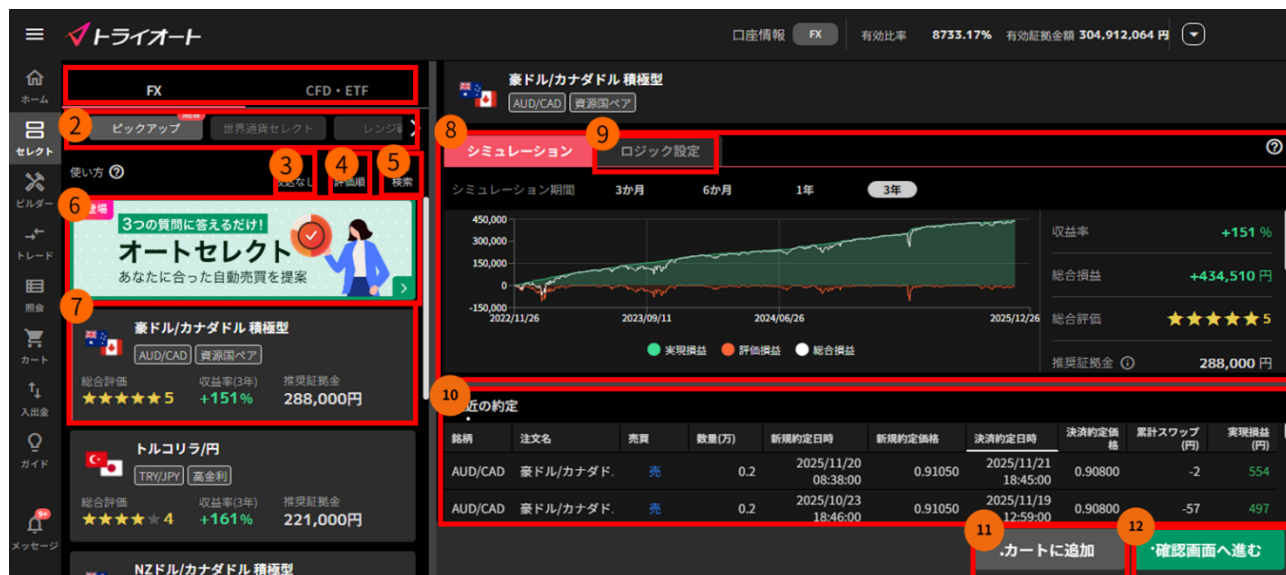 トライオート
口座情報 FX 有効比率 8733.17% 有効証拠金額 304,912,064 円
ホーム
セレクト
ビルダー
トレード
照会
カート
入出金
ガイド
9+
メッセージ
FX CFD・ETF
2 ピックアップ NEW 世界通貨セレクト
3 4 5
使い方 なし 評価順 検索
6
登場
3つの質問に答えるだけ!
オートセレクト
あなたに合った自動売買を提案
7
豪ドル/カナダドル 積極型
AUD/CAD 資源国ペア
総合評価 収益率(3年) 推奨証拠金
★★★★★5 +151% 288,000円
トルコリラ/円
TRY/JPY 高金利
総合評価 収益率(3年) 推奨証拠金
★★★★★4 +161% 221,000円
NZドル/カナダドル 積極型
豪ドル/カナダドル 積極型
AUD/CAD 資源国ペア
8 9
シミュレーション ロジック設定
シミュレーション期間 3か月 6か月 1年 3年
450,000
300,000
150,000
0
-150,000
2022/11/26 2023/09/11 2024/06/26 2025/12/26
実現損益 評価損益 総合損益
収益率 +151 %
総合損益 +434,510 円
総合評価 ★★★★★5
推奨証拠金 288,000 円
10
近の約定
銘柄 注文名 売買 数量(万) 新規約定日時 新規約定価格 決済約定日時 決済約定価格 累計スワップ(円) 実現損益(円)
AUD/CAD 豪ドル/カナダド. 売 0.2 2025/11/20 08:38:00 0.91050 2025/11/21 18:45:00 0.90800 -2 554
AUD/CAD 豪ドル/カナダド. 売 0.2 2025/10/23 18:46:00 0.91050 2025/11/19 12:59:00 0.90800 -57 497
11 12
カートに追加 確認画面へ進む